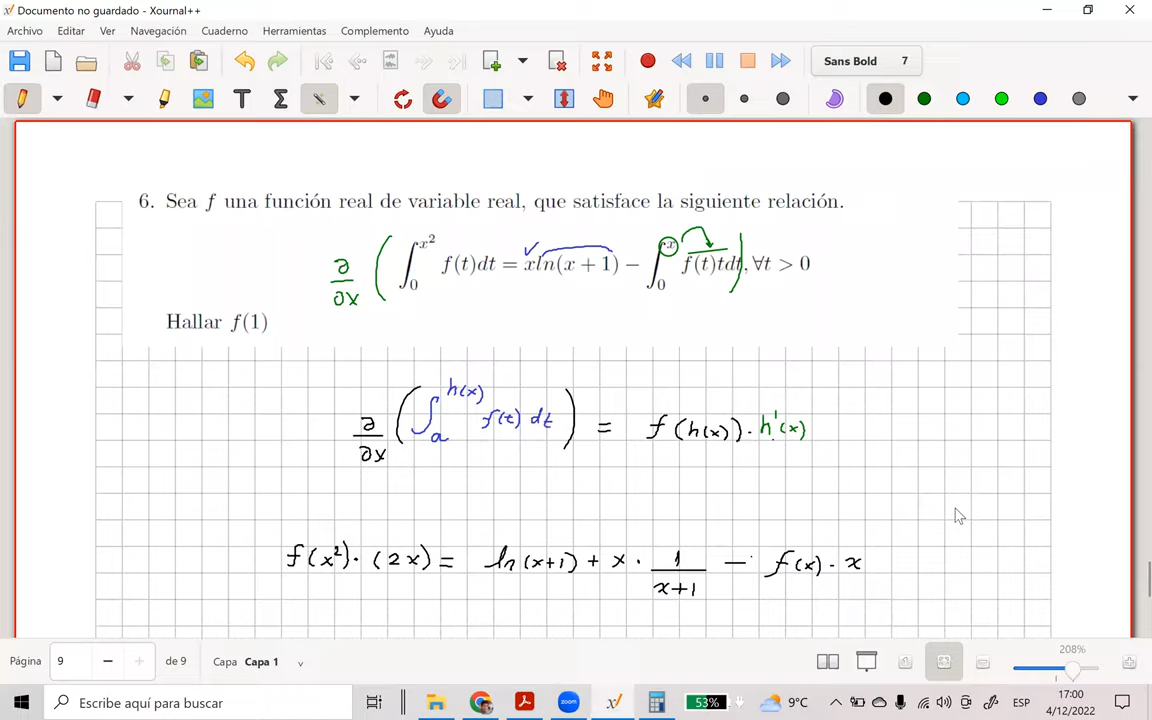 Documento no guardado - Xournal++
Archivo Editar Ver Navegación Cuaderno Herramientas Complemento Ayuda
Sans Bold 7
6. Sea f una función real de variable real, que satisface la siguiente relación.
∂/∂x ( ∫₀^{x²} f(t)dt = xln(x + 1) − ∫₀^{x} f(t)tdt ), ∀t > 0
Hallar f(1)
∂/∂x ( ∫ₐ^{h(x)} f(t) dt ) = f(h(x)) · h'(x)
f(x²) · (2x) = ln(x+1) + x · 1/(x+1) − f(x) · x
Página 9 de 9 Capa Capa 1 208%
Escribe aquí para buscar 53% 9°C ESP 17:00
4/12/2022